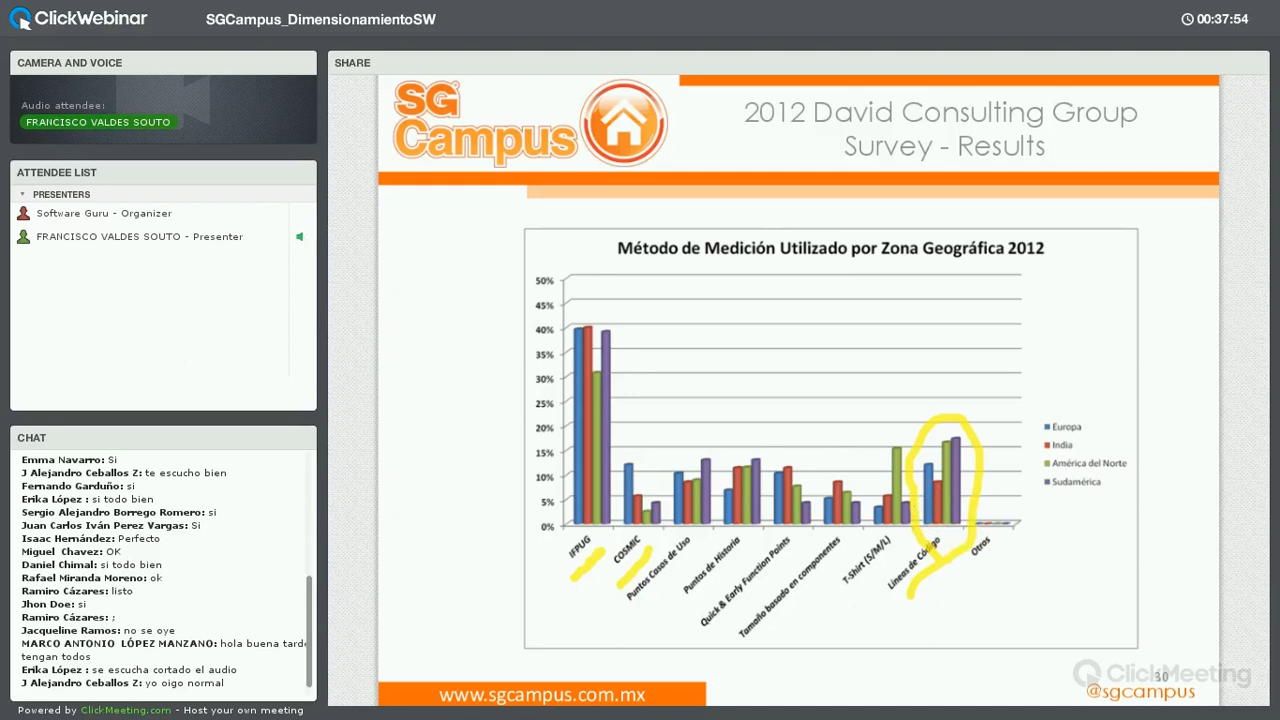 ClickWebinar
SGCampus_DimensionamientoSW
00:37:54
CAMERA AND VOICE
Audio attendee:
FRANCISCO VALDES SOUTO
ATTENDEE LIST
PRESENTERS
Software Guru - Organizer
FRANCISCO VALDES SOUTO - Presenter
CHAT
Emma Navarro: Si
J Alejandro Ceballos Z: te escucho bien
Fernando Garduño: si
Erika López: si todo bien
Sergio Alejandro Borrego Romero: si
Juan Carlos Iván Perez Vargas: Si
Isaac Hernández: Perfecto
Miguel Chavez: OK
Daniel Chimal: si todo bien
Rafael Miranda Moreno: ok
Ramiro Cázares: listo
Jhon Doe: si
Ramiro Cázares: ;
Jacqueline Ramos: no se oye
MARCO ANTONIO LÓPEZ MANZANO: hola buena tarde
tengan todos
Erika López : se escucha cortado el audio
J Alejandro Ceballos Z: yo oigo normal
Powered by ClickMeeting.com - Host your own meeting
SHARE
SG
Campus
2012 David Consulting Group
Survey - Results
Método de Medición Utilizado por Zona Geográfica 2012
50%
45%
40%
35%
30%
25%
20%
15%
10%
5%
0%
IFPUG
COSMIC
Puntos Casos de Uso
Puntos de Historia
Quick & Early Function Points
Tamaño basado en componentes
T-Shirt (S/M/L)
Líneas de Código
Otros
Europa
India
América del Norte
Sudamérica
www.sgcampus.com.mx
ClickMeeting
30
@sgcampus